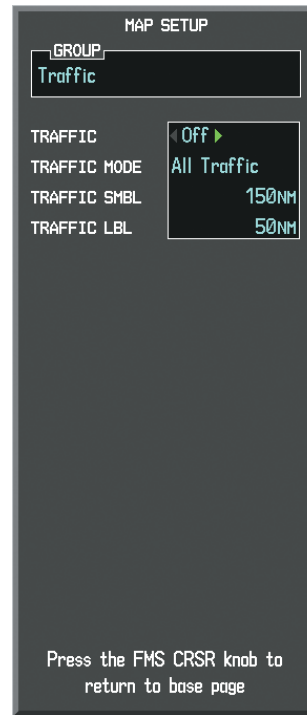 MAP SETUP
GROUP
Traffic
TRAFFIC Off
TRAFFIC MODE All Traffic
TRAFFIC SMBL 150NM
TRAFFIC LBL 50NM
Press the FMS CRSR knob to
return to base page